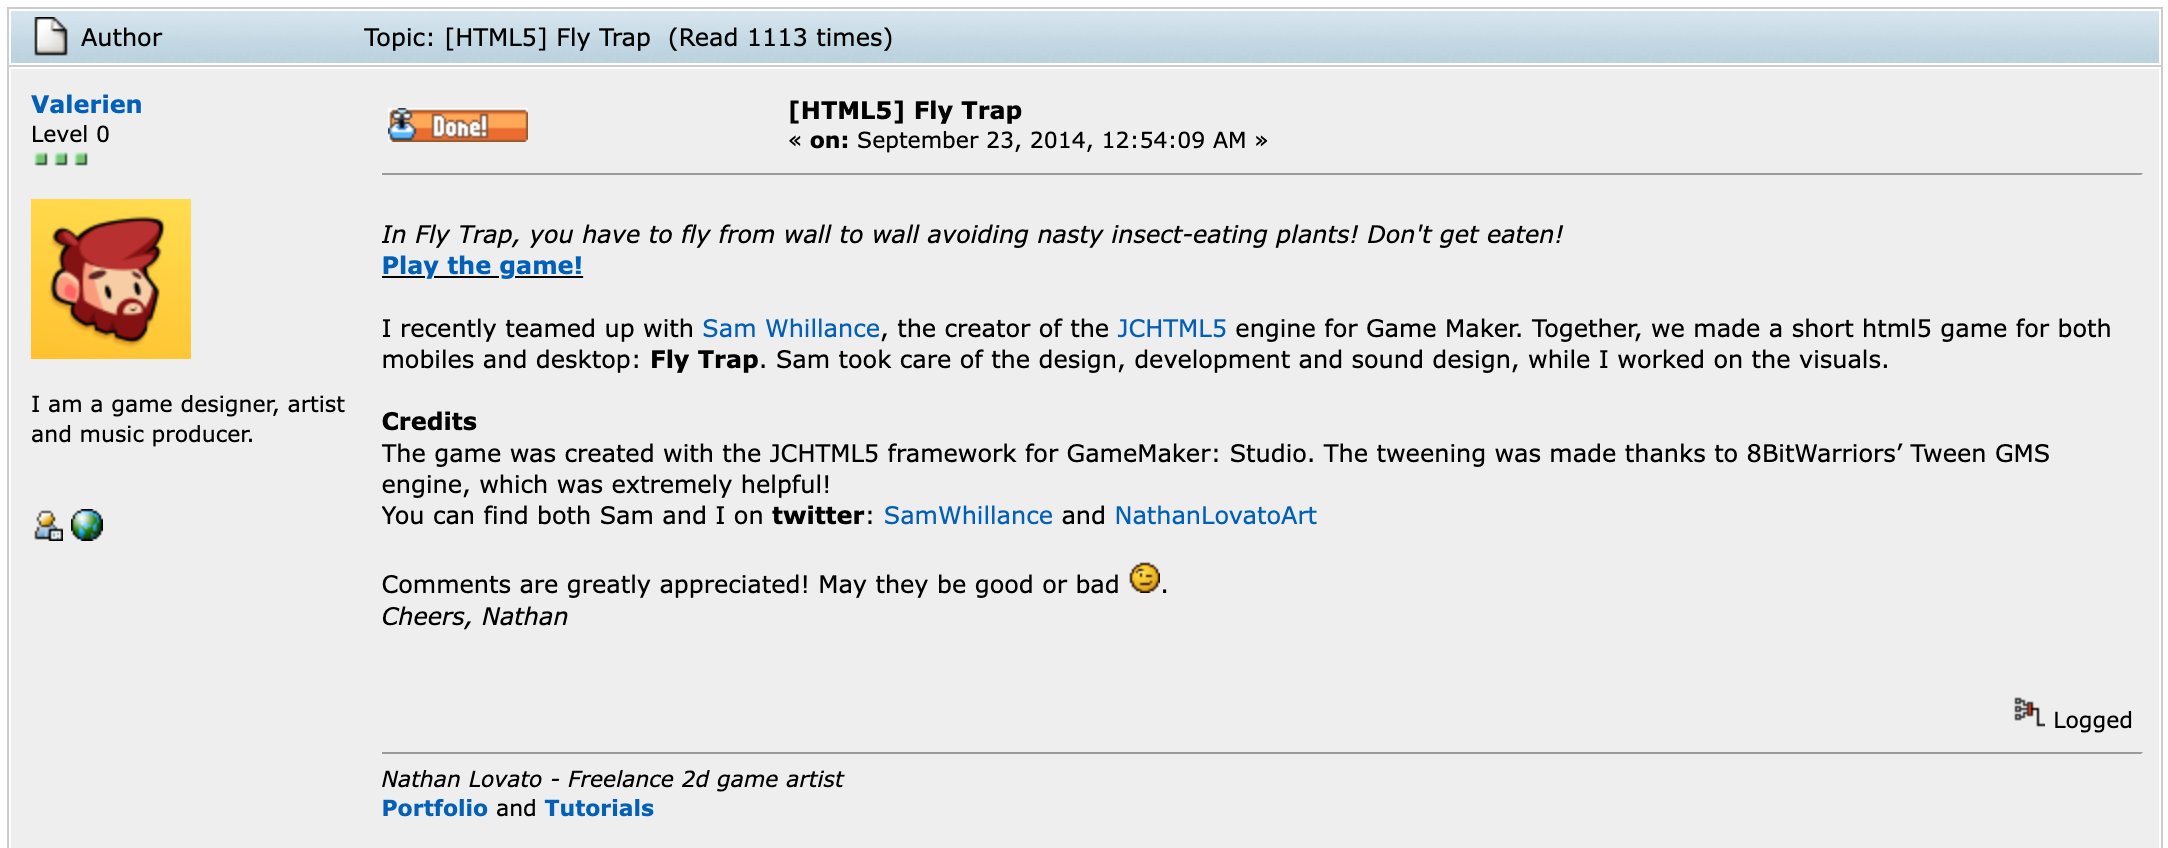 Author Topic: [HTML5] Fly Trap (Read 1113 times)
Valerien
Level 0
I am a game designer, artist
and music producer.
Done!
[HTML5] Fly Trap
« on: September 23, 2014, 12:54:09 AM »
In Fly Trap, you have to fly from wall to wall avoiding nasty insect-eating plants! Don't get eaten!
Play the game!
I recently teamed up with Sam Whillance, the creator of the JCHTML5 engine for Game Maker. Together, we made a short html5 game for both
mobiles and desktop: Fly Trap. Sam took care of the design, development and sound design, while I worked on the visuals.
Credits
The game was created with the JCHTML5 framework for GameMaker: Studio. The tweening was made thanks to 8BitWarriors’ Tween GMS
engine, which was extremely helpful!
You can find both Sam and I on twitter: SamWhillance and NathanLovatoArt
Comments are greatly appreciated! May they be good or bad 😉.
Cheers, Nathan
Logged
Nathan Lovato - Freelance 2d game artist
Portfolio and Tutorials